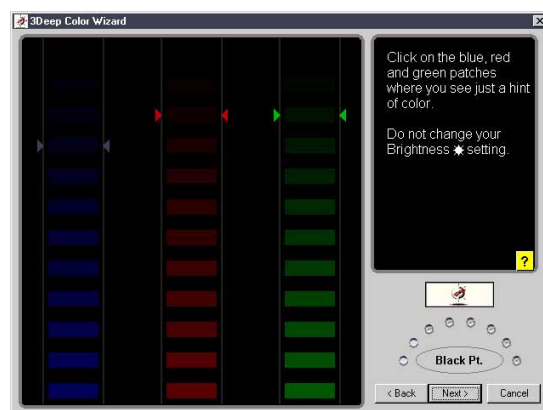 3Deep Color Wizard
Click on the blue, red
and green patches
where you see just a hint
of color.
Do not change your
Brightness setting.
?
Black Pt.
< Back
Next >
Cancel